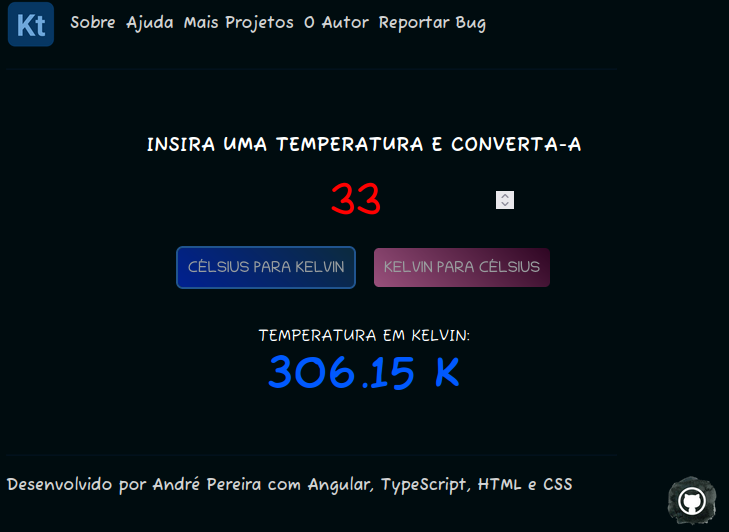 Kt
Sobre Ajuda Mais Projetos O Autor Reportar Bug
INSIRA UMA TEMPERATURA E CONVERTA-A
33
CÉLSIUS PARA KELVIN KELVIN PARA CÉLSIUS
TEMPERATURA EM KELVIN:
306.15 K
Desenvolvido por André Pereira com Angular, TypeScript, HTML e CSS